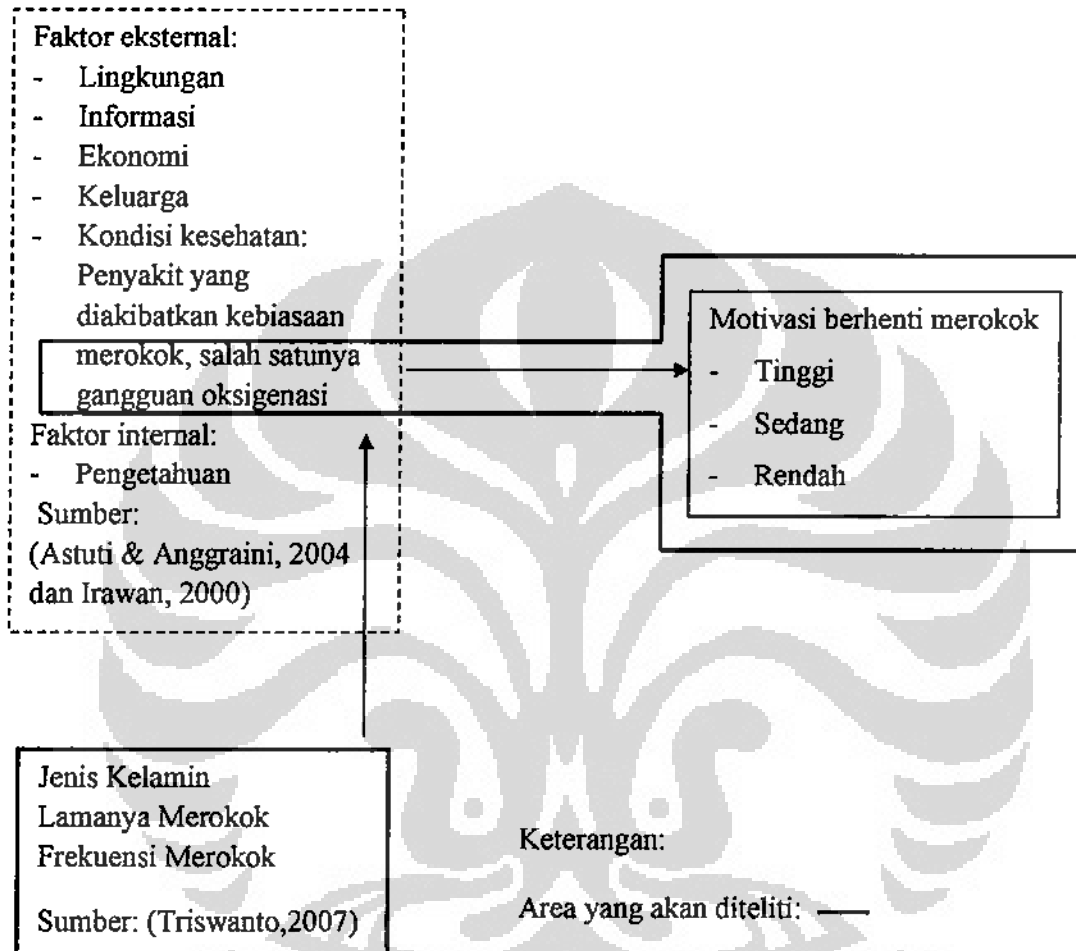 Faktor eksternal:
- Lingkungan
- Informasi
- Ekonomi
- Keluarga
- Kondisi kesehatan:
Penyakit yang
diakibatkan kebiasaan
merokok, salah satunya
gangguan oksigenasi
Faktor internal:
- Pengetahuan
Sumber:
(Astuti & Anggraini, 2004
dan Irawan, 2000)
Motivasi berhenti merokok
- Tinggi
- Sedang
- Rendah
Jenis Kelamin
Lamanya Merokok
Frekuensi Merokok
Sumber: (Triswanto,2007)
Keterangan:
Area yang akan diteliti: